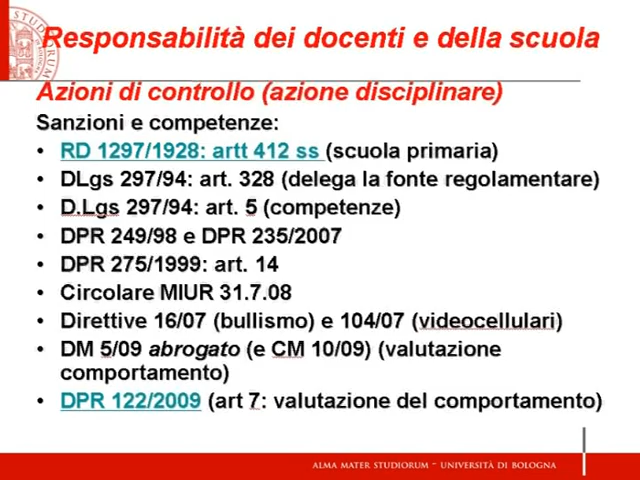 Responsabilità dei docenti e della scuola
Azioni di controllo (azione disciplinare)
Sanzioni e competenze:
• RD 1297/1928: artt 412 ss (scuola primaria)
• DLgs 297/94: art. 328 (delega la fonte regolamentare)
• D.Lgs 297/94: art. 5 (competenze)
• DPR 249/98 e DPR 235/2007
• DPR 275/1999: art. 14
• Circolare MIUR 31.7.08
• Direttive 16/07 (bullismo) e 104/07 (videocellulari)
• DM 5/09 abrogato (e CM 10/09) (valutazione
comportamento)
• DPR 122/2009 (art 7: valutazione del comportamento)
ALMA MATER STUDIORUM – UNIVERSITÀ DI BOLOGNA